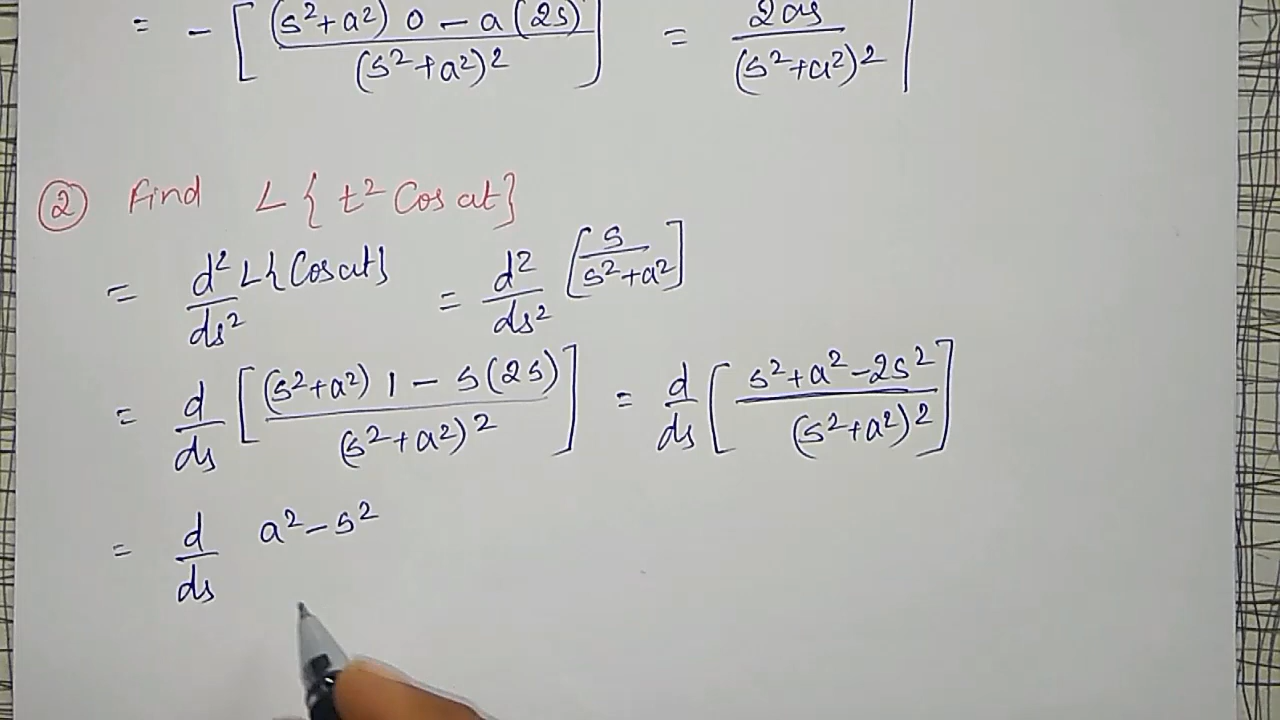 = - [ (s²+a²) 0 - a(2s) / (s²+a²)² ] = 2as / (s²+a²)² |
② Find L{ t² Cos at}
= d²/ds² L{Cos at} = d²/ds² [ s / s²+a² ]
= d/ds [ (s²+a²) 1 - s(2s) / (s²+a²)² ] = d/ds [ s²+a²-2s² / (s²+a²)² ]
= d/ds a²-s²